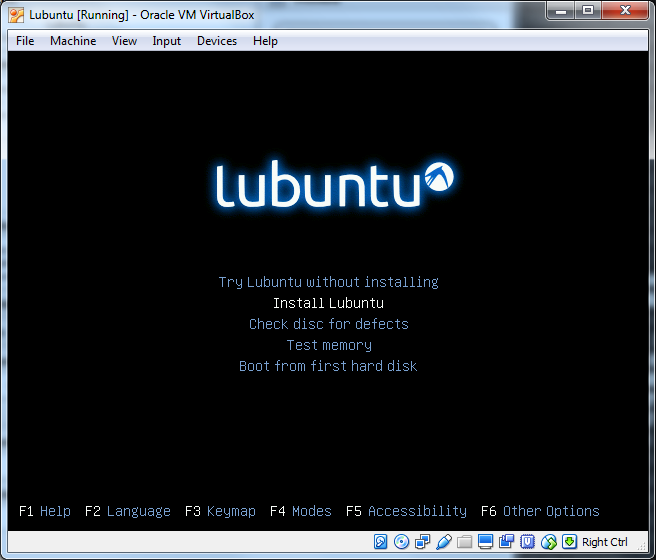 Lubuntu [Running] - Oracle VM VirtualBox
File Machine View Input Devices Help
lubuntu
Try Lubuntu without installing
Install Lubuntu
Check disc for defects
Test memory
Boot from first hard disk
F1 Help F2 Language F3 Keymap F4 Modes F5 Accessibility F6 Other Options
Right Ctrl